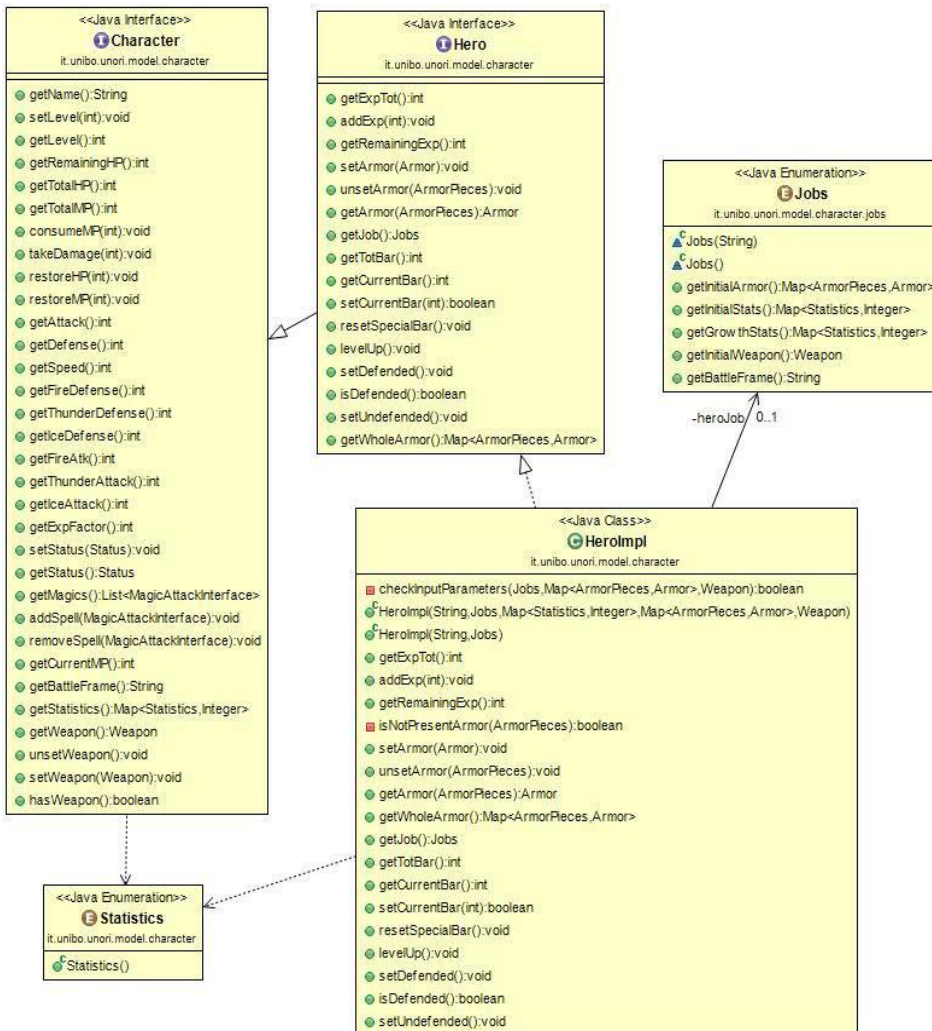 <<Java Interface>>
Character
it.unibo.unori.model.character
getName():String
setLevel(int):void
getLevel():int
getRemainingHP():int
getTotalHP():int
getTotalMP():int
consumeMP(int):void
takeDamage(int):void
restoreHP(int):void
restoreMP(int):void
getAttack():int
getDefense():int
getSpeed():int
getFireDefense():int
getThunderDefense():int
getIceDefense():int
getFireAtk():int
getThunderAttack():int
getIceAttack():int
getExpFactor():int
setStatus(Status):void
getStatus():Status
getMagics():List<MagicAttackInterface>
addSpell(MagicAttackInterface):void
removeSpell(MagicAttackInterface):void
getCurrentMP():int
getBattleFrame():String
getStatistics():Map<Statistics,Integer>
getWeapon():Weapon
unsetWeapon():void
setWeapon(Weapon):void
hasWeapon():boolean
<<Java Interface>>
Hero
it.unibo.unori.model.character
getExpTot():int
addExp(int):void
getRemainingExp():int
setArmor(Armor):void
unsetArmor(ArmorPieces):void
getArmor(ArmorPieces):Armor
getJob():Jobs
getTotBar():int
getCurrentBar():int
setCurrentBar(int):boolean
resetSpecialBar():void
levelUp():void
setDefended():void
isDefended():boolean
setUndefended():void
getWholeArmor():Map<ArmorPieces,Armor>
<<Java Enumeration>>
Jobs
it.unibo.unori.model.character.jobs
Jobs(String)
Jobs()
getInitialArmor():Map<ArmorPieces,Armor>
getInitialStats():Map<Statistics,Integer>
getGrowthStats():Map<Statistics,Integer>
getInitialWeapon():Weapon
getBattleFrame():String
-heroJob 0..1
<<Java Class>>
HeroImpl
it.unibo.unori.model.character
checkInputParameters(Jobs,Map<ArmorPieces,Armor>,Weapon):boolean
HeroImpl(String,Jobs,Map<Statistics,Integer>,Map<ArmorPieces,Armor>,Weapon)
HeroImpl(String,Jobs)
getExpTot():int
addExp(int):void
getRemainingExp():int
isNotPresentArmor(ArmorPieces):boolean
setArmor(Armor):void
unsetArmor(ArmorPieces):void
getArmor(ArmorPieces):Armor
getWholeArmor():Map<ArmorPieces,Armor>
getJob():Jobs
getTotBar():int
getCurrentBar():int
setCurrentBar(int):boolean
resetSpecialBar():void
levelUp():void
setDefended():void
isDefended():boolean
setUndefended():void
<<Java Enumeration>>
Statistics
it.unibo.unori.model.character
Statistics()